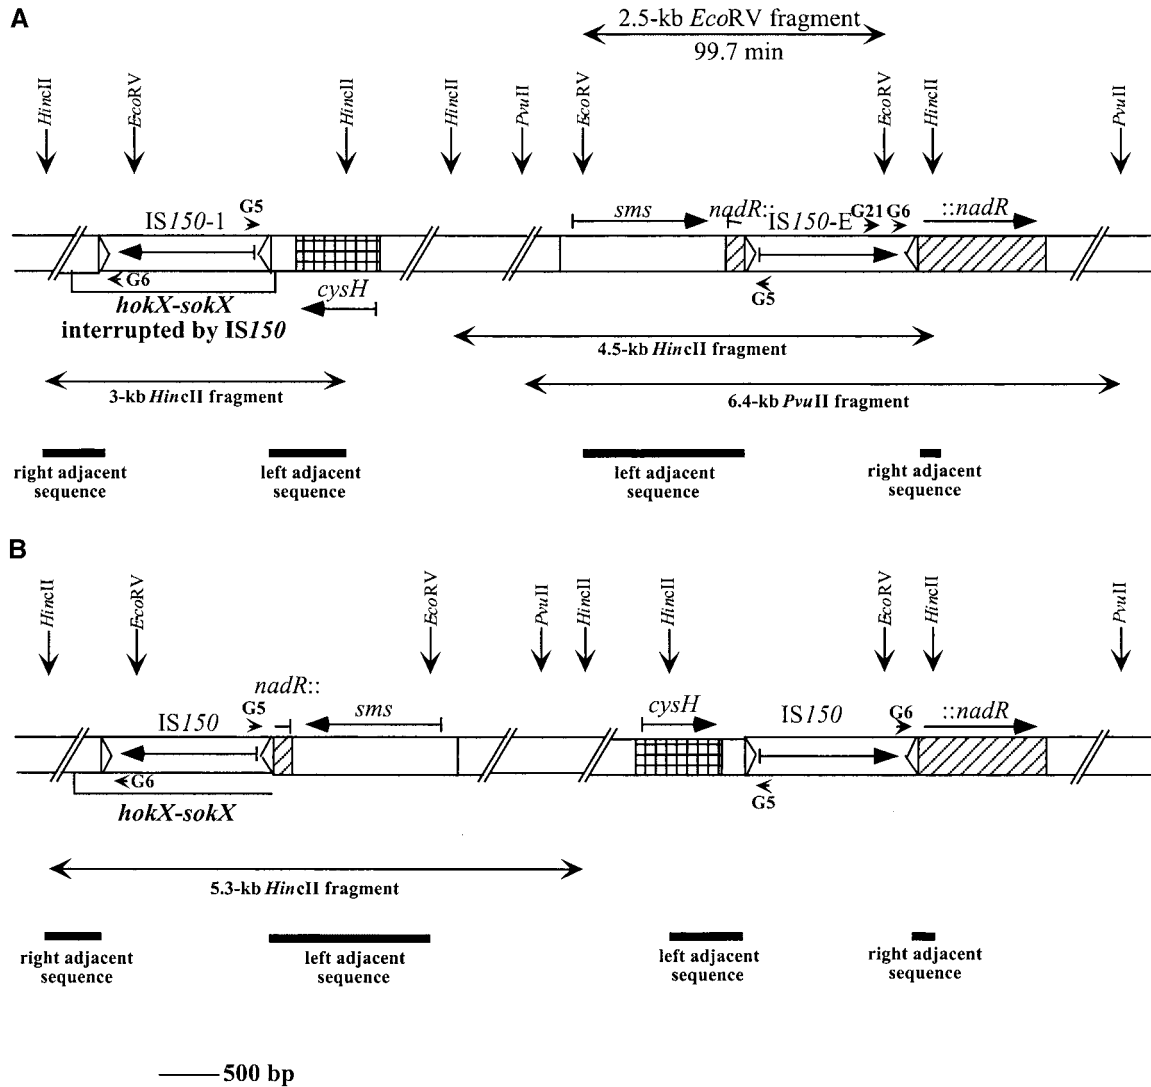 A
2.5-kb EcoRV fragment
99.7 min
HincII
EcoRV
HincII
HincII
PvuII
EcoRV
EcoRV
HincII
PvuII
IS150-1
G5
sms
nadR::
IS150-E
G21
G6
::nadR
G6
cysH
G5
hokX-sokX
interrupted by IS150
4.5-kb HincII fragment
3-kb HincII fragment
6.4-kb PvuII fragment
right adjacent
sequence
left adjacent
sequence
left adjacent
sequence
right adjacent
sequence
B
HincII
EcoRV
EcoRV
PvuII
HincII
HincII
EcoRV
HincII
PvuII
nadR::
IS150
G5
sms
cysH
IS150
G6
::nadR
G6
G5
hokX-sokX
5.3-kb HincII fragment
right adjacent
sequence
left adjacent
sequence
left adjacent
sequence
right adjacent
sequence
500 bp